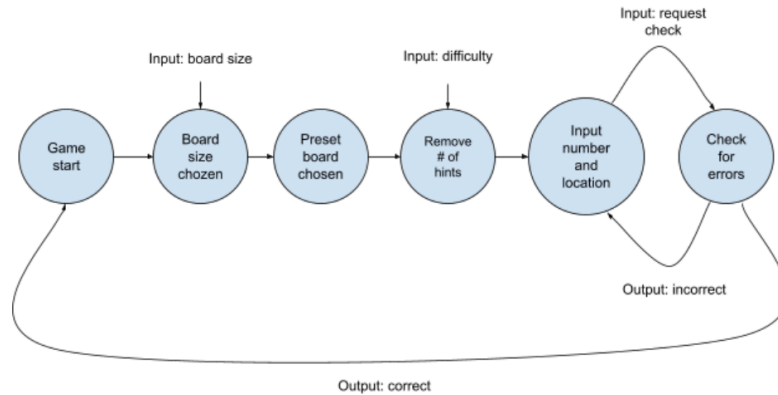 Input: request
check
Input: board size
Input: difficulty
Game
start
Board
size
chozen
Preset
board
chosen
Remove
# of
hints
Input
number
and
location
Check
for
errors
Output: incorrect
Output: correct